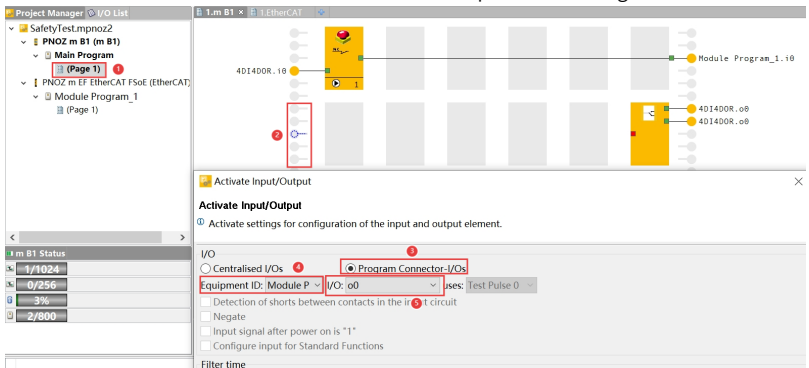 Project Manager I/O List
1.m B1 × 1.EtherCAT
SafetyTest.mpnoz2
PNOZ m B1 (m B1)
Main Program
(Page 1) 1
PNOZ m EF EtherCAT FSoE (EtherCAT)
Module Program_1
(Page 1)
4DI4DOR.i0
1
Module Program_1.i0
4DI4DOR.o0
4DI4DOR.o0
2
Activate Input/Output
Activate Input/Output
Activate settings for configuration of the input and output element.
I/O
3
Centralised I/Os 4 Program Connector-I/Os
Equipment ID: Module P I/O: o0 uses: Test Pulse 0
5
Negate
Input signal after power on is "1"
Configure input for Standard Functions
Filter time
m B1 Status
1/1024
0/256
3%
2/800
Detection of shorts between contacts in the circuit